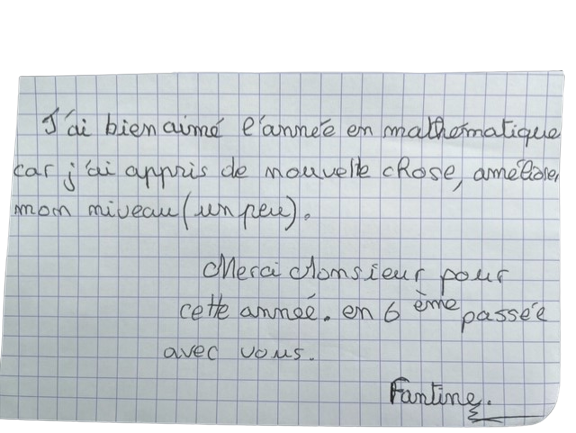 J'ai bien aimé l'année en mathématique
car j'ai appris de nouvelle chose, améliorer
mon niveau (un peu).
Merci Monsieur pour
cette année. en 6 ème passée
avec vous.
Fantine.